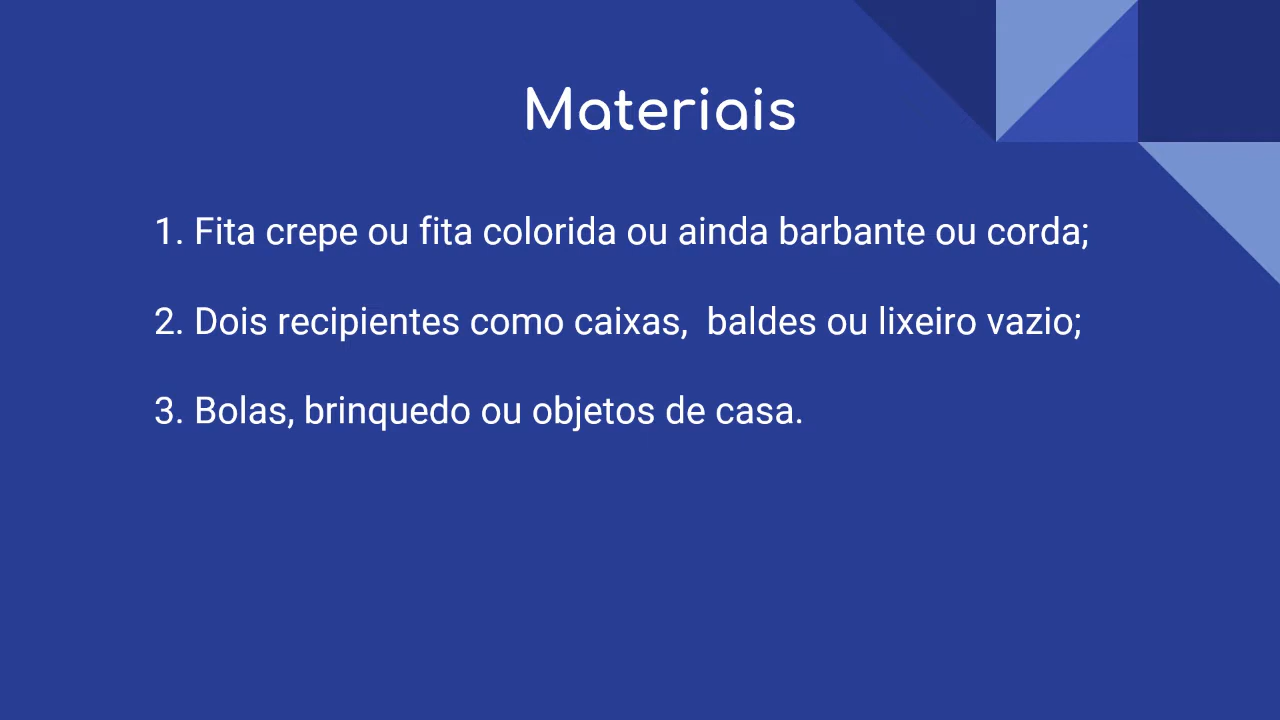 Materiais
1. Fita crepe ou fita colorida ou ainda barbante ou corda;
2. Dois recipientes como caixas,  baldes ou lixeiro vazio;
3. Bolas, brinquedo ou objetos de casa.